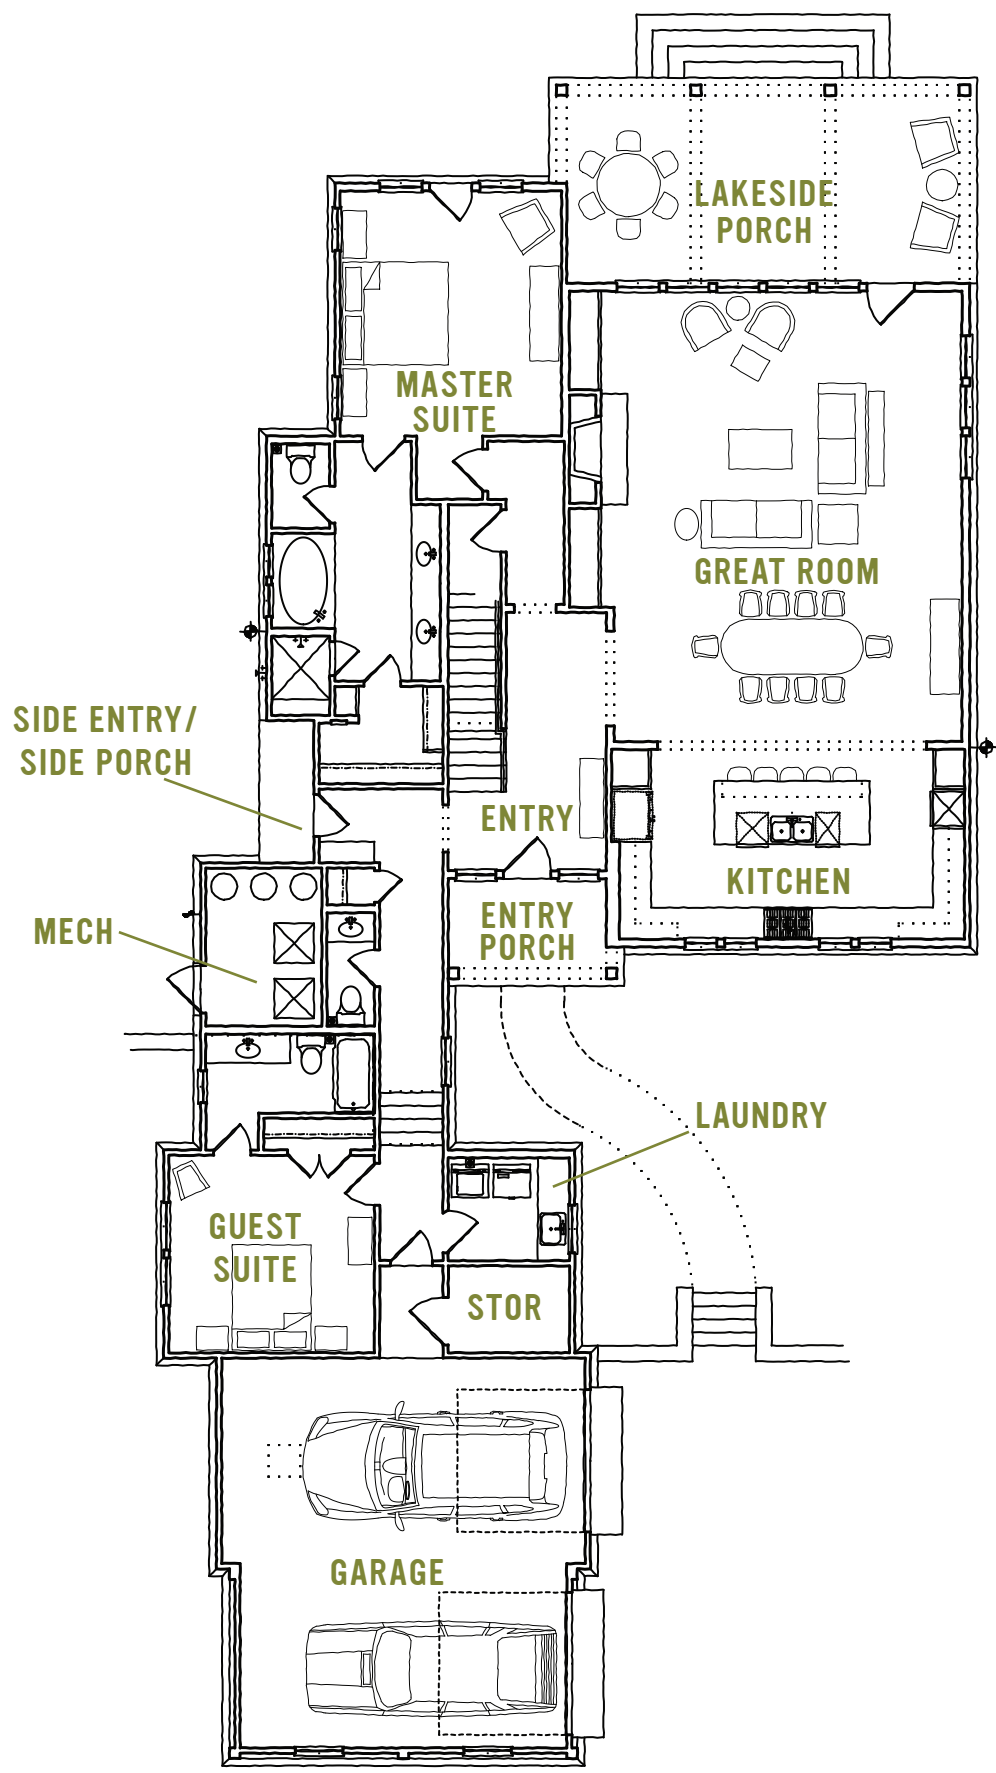 LAKESIDE
PORCH
MASTER
SUITE
GREAT ROOM
SIDE ENTRY/
SIDE PORCH
ENTRY
KITCHEN
ENTRY
PORCH
MECH
LAUNDRY
GUEST
SUITE
STOR
GARAGE